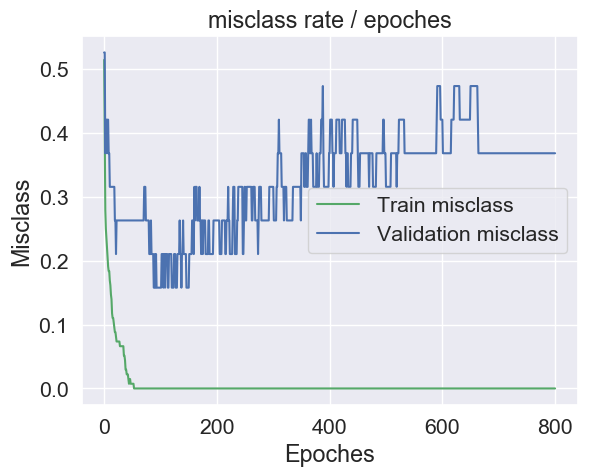 misclass rate / epoches
0.5
0.4
0.3
0.2
0.1
0.0
Misclass
Train misclass
Validation misclass
0
200
400
600
800
Epoches